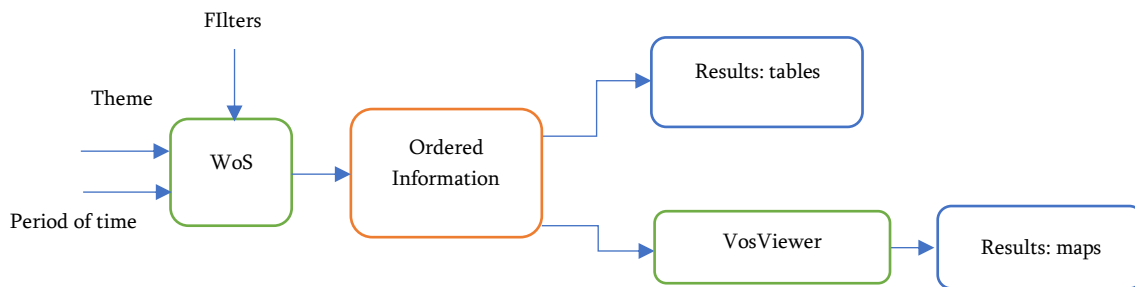 FIlters
Theme
WoS
Period of time
Ordered
Information
Results: tables
VosViewer
Results: maps